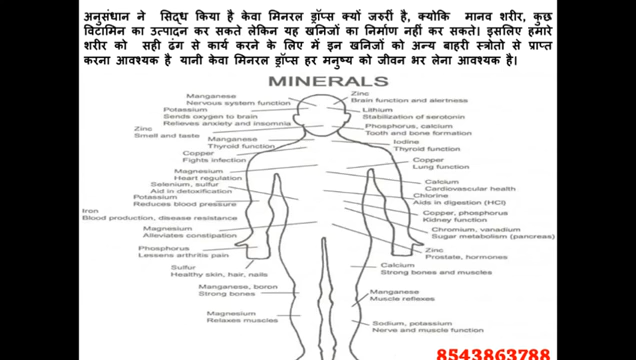 अनुसंधान ने सिद्ध किया है केवा मिनरल ड्रॉप्स क्यों जरुरीं है, क्योकि मानव शरीर, कुछ
विटामिन का उत्पादन कर सकते लेकिन यह खनिजों का निर्माण नहीं कर सकते। इसलिए हमारे
शरीर को सही ढंग से कार्य करने के लिए में इन खनिजों को अन्य बाहरी स्त्रोतो से प्राप्त
करना आवश्यक है यानी केवा मिनरल ड्रॉप्स हर मनुष्य को जीवन भर लेना आवश्यक है।
MINERALS
Manganese
Nervous system function
Zinc
Brain function and alertness
Potassium
Sends oxygen to brain
Lithium
Stabilization of serotonin
Relieves anxiety and insomnia
Phosphorus, calcium
Tooth and bone formation
Zinc
Smell and taste
Manganese
Thyroid function
Iodine
Thyroid function
Copper
Fights infection
Copper
Lung function
Magnesium
Heart regulation
Calcium
Cardiovascular health
Selenium, sulfur
Aid in detoxification
Chlorine
Aids in digestion (HCl)
Potassium
Reduces blood pressure
Copper, phosphorus
Kidney function
Iron
Blood production, disease resistance
Chromium, vanadium
Sugar metabolism (pancreas)
Magnesium
Alleviates constipation
Zinc
Prostate, hormones
Phosphorus
Lessens arthritis pain
Calcium
Strong bones and muscles
Sulfur
Healthy skin, hair, nails
Manganese, boron
Strong bones
Manganese
Muscle reflexes
Magnesium
Relaxes muscles
Sodium, potassium
Nerve and muscle function
8543863788